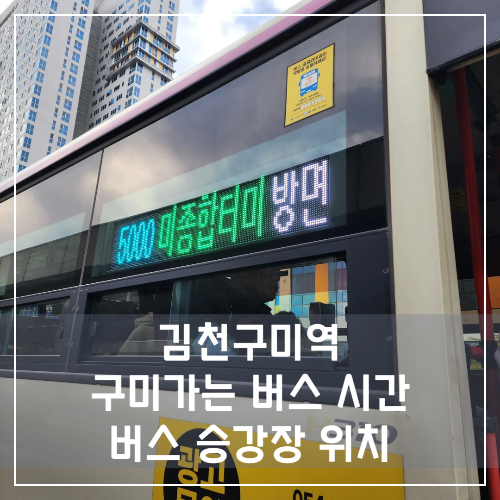 5000 미종합터미 방면
김천구미역
구미가는 버스 시간
버스 승강장 위치